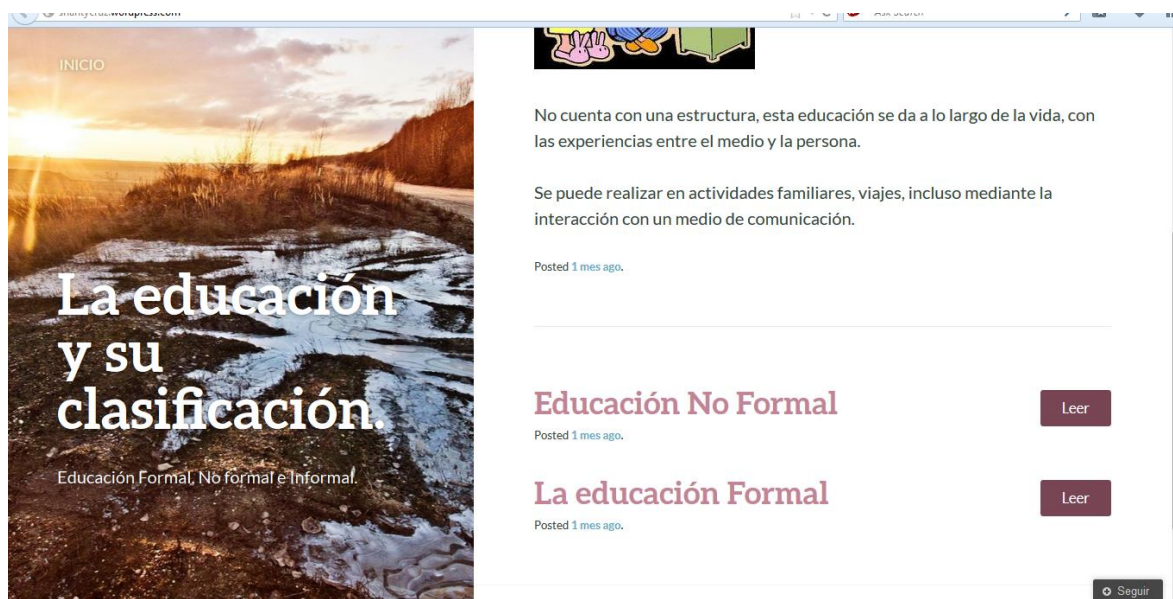 INICIO
La educación
y su
clasificación.
Educación Formal, No formal e Informal.
No cuenta con una estructura, esta educación se da a lo largo de la vida, con
las experiencias entre el medio y la persona.
Se puede realizar en actividades familiares, viajes, incluso mediante la
interacción con un medio de comunicación.
Posted 1 mes ago.
Educación No Formal
Leer
Posted 1 mes ago.
La educación Formal
Leer
Posted 1 mes ago.
Seguir